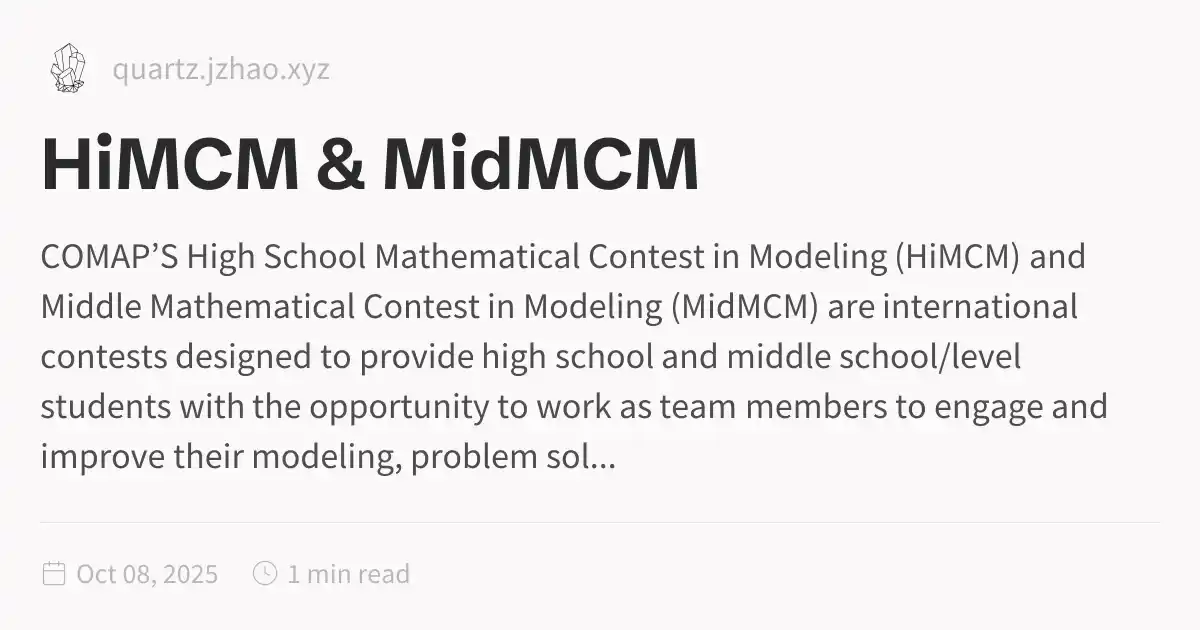 quartz.jzhao.xyz
HiMCM & MidMCM
COMAP’S High School Mathematical Contest in Modeling (HiMCM) and
Middle Mathematical Contest in Modeling (MidMCM) are international
contests designed to provide high school and middle school/level
students with the opportunity to work as team members to engage and
improve their modeling, problem sol...
Oct 08, 2025 1 min read